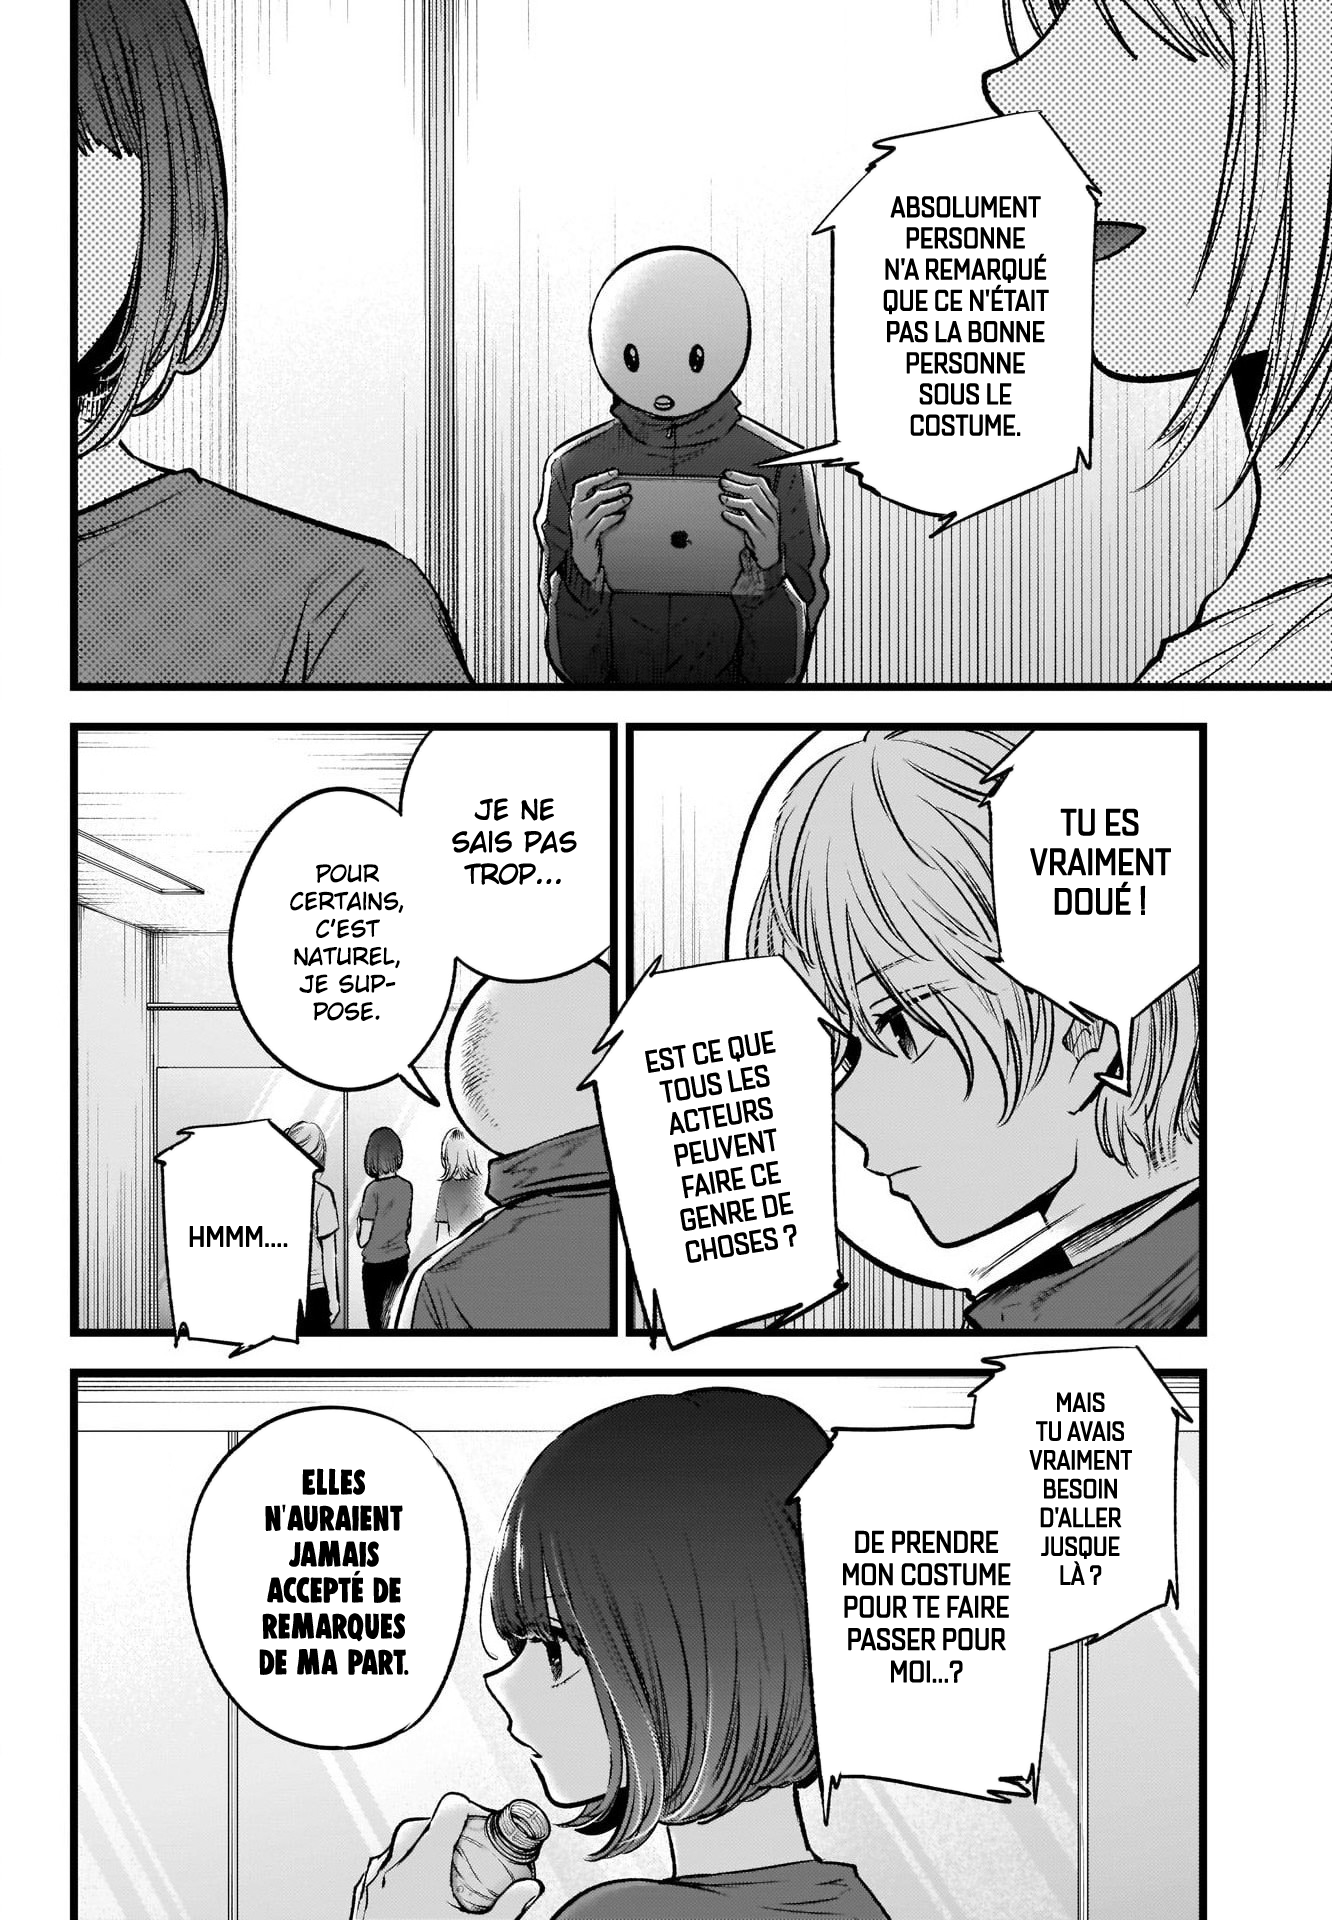 ABSOLUMENT
PERSONNE
N'A REMARQUÉ
QUE CE N'ÉTAIT
PAS LA BONNE
PERSONNE
SOUS LE
COSTUME.
TU ES
VRAIMENT
DOUÉ !
EST CE QUE
TOUS LES
ACTEURS
PEUVENT
FAIRE CE
GENRE DE
CHOSES ?
JE NE
SAIS PAS
TROP...
POUR
CERTAINS,
C'EST
NATUREL,
JE SUP-
POSE.
HMMM....
MAIS
TU AVAIS
VRAIMENT
BESOIN
D'ALLER
JUSQUE
LÀ ?
DE PRENDRE
MON COSTUME
POUR TE FAIRE
PASSER POUR
MOI...?
ELLES
N'AURAIENT
JAMAIS
ACCEPTÉ DE
REMARQUES
DE MA PART.